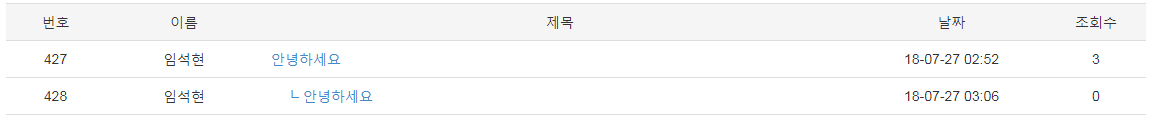 번호 이름 제목 날짜 조회수
427 임석현 안녕하세요 18-07-27 02:52 3
428 임석현 ㄴ 안녕하세요 18-07-27 03:06 0